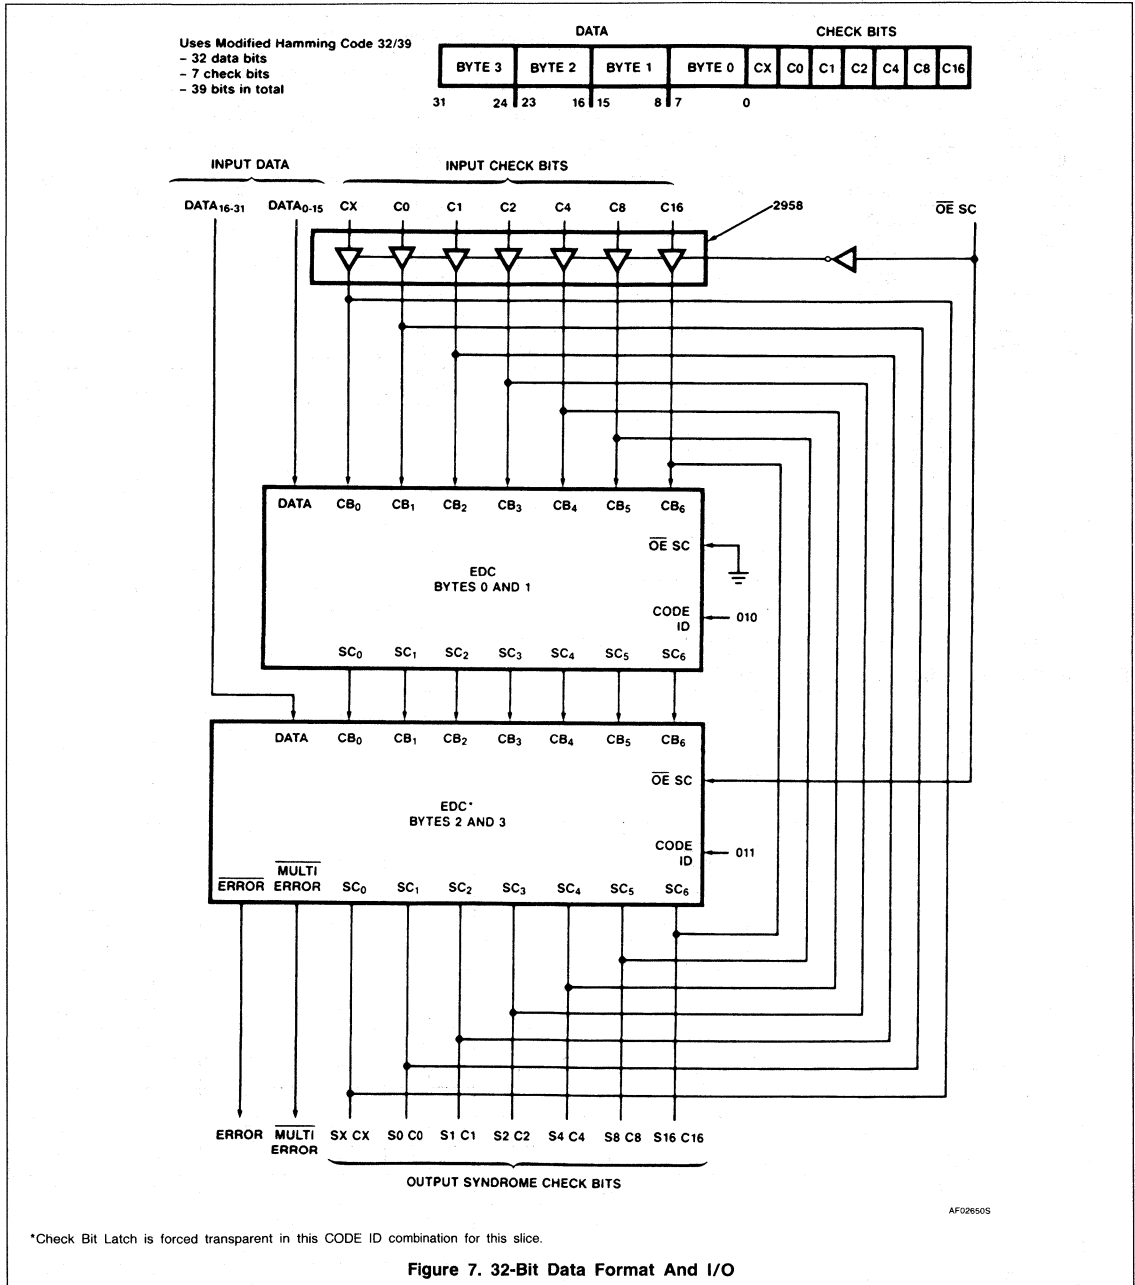 Uses Modified Hamming Code 32/39
- 32 data bits
- 7 check bits
- 39 bits in total
DATA CHECK BITS
BYTE 3 BYTE 2 BYTE 1 BYTE 0 CX C0 C1 C2 C4 C8 C16
31 24 23 16 15 8 7 0
INPUT DATA INPUT CHECK BITS
DATA16-31 DATA0-15 CX C0 C1 C2 C4 C8 C16 2958 OE SC
DATA CB0 CB1 CB2 CB3 CB4 CB5 CB6
OE SC
EDC
BYTES 0 AND 1
CODE
ID
010
SC0 SC1 SC2 SC3 SC4 SC5 SC6
DATA CB0 CB1 CB2 CB3 CB4 CB5 CB6
OE SC
EDC*
BYTES 2 AND 3
CODE
ID
011
ERROR MULTI
ERROR SC0 SC1 SC2 SC3 SC4 SC5 SC6
ERROR MULTI
ERROR SX CX S0 C0 S1 C1 S2 C2 S4 C4 S8 C8 S16 C16
OUTPUT SYNDROME CHECK BITS
AF02650S
*Check Bit Latch is forced transparent in this CODE ID combination for this slice.
Figure 7. 32-Bit Data Format And I/O